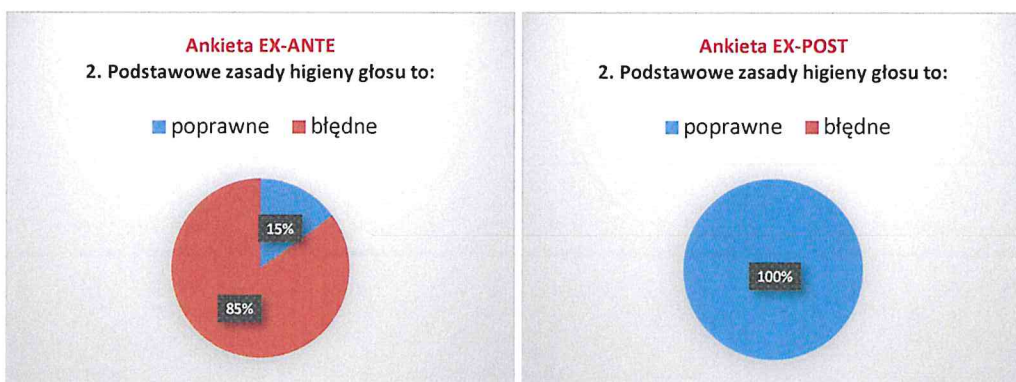 Ankieta EX-ANTE
2. Podstawowe zasady higieny głosu to:
poprawne błędne
15%
85%
Ankieta EX-POST
2. Podstawowe zasady higieny głosu to:
poprawne błędne
100%